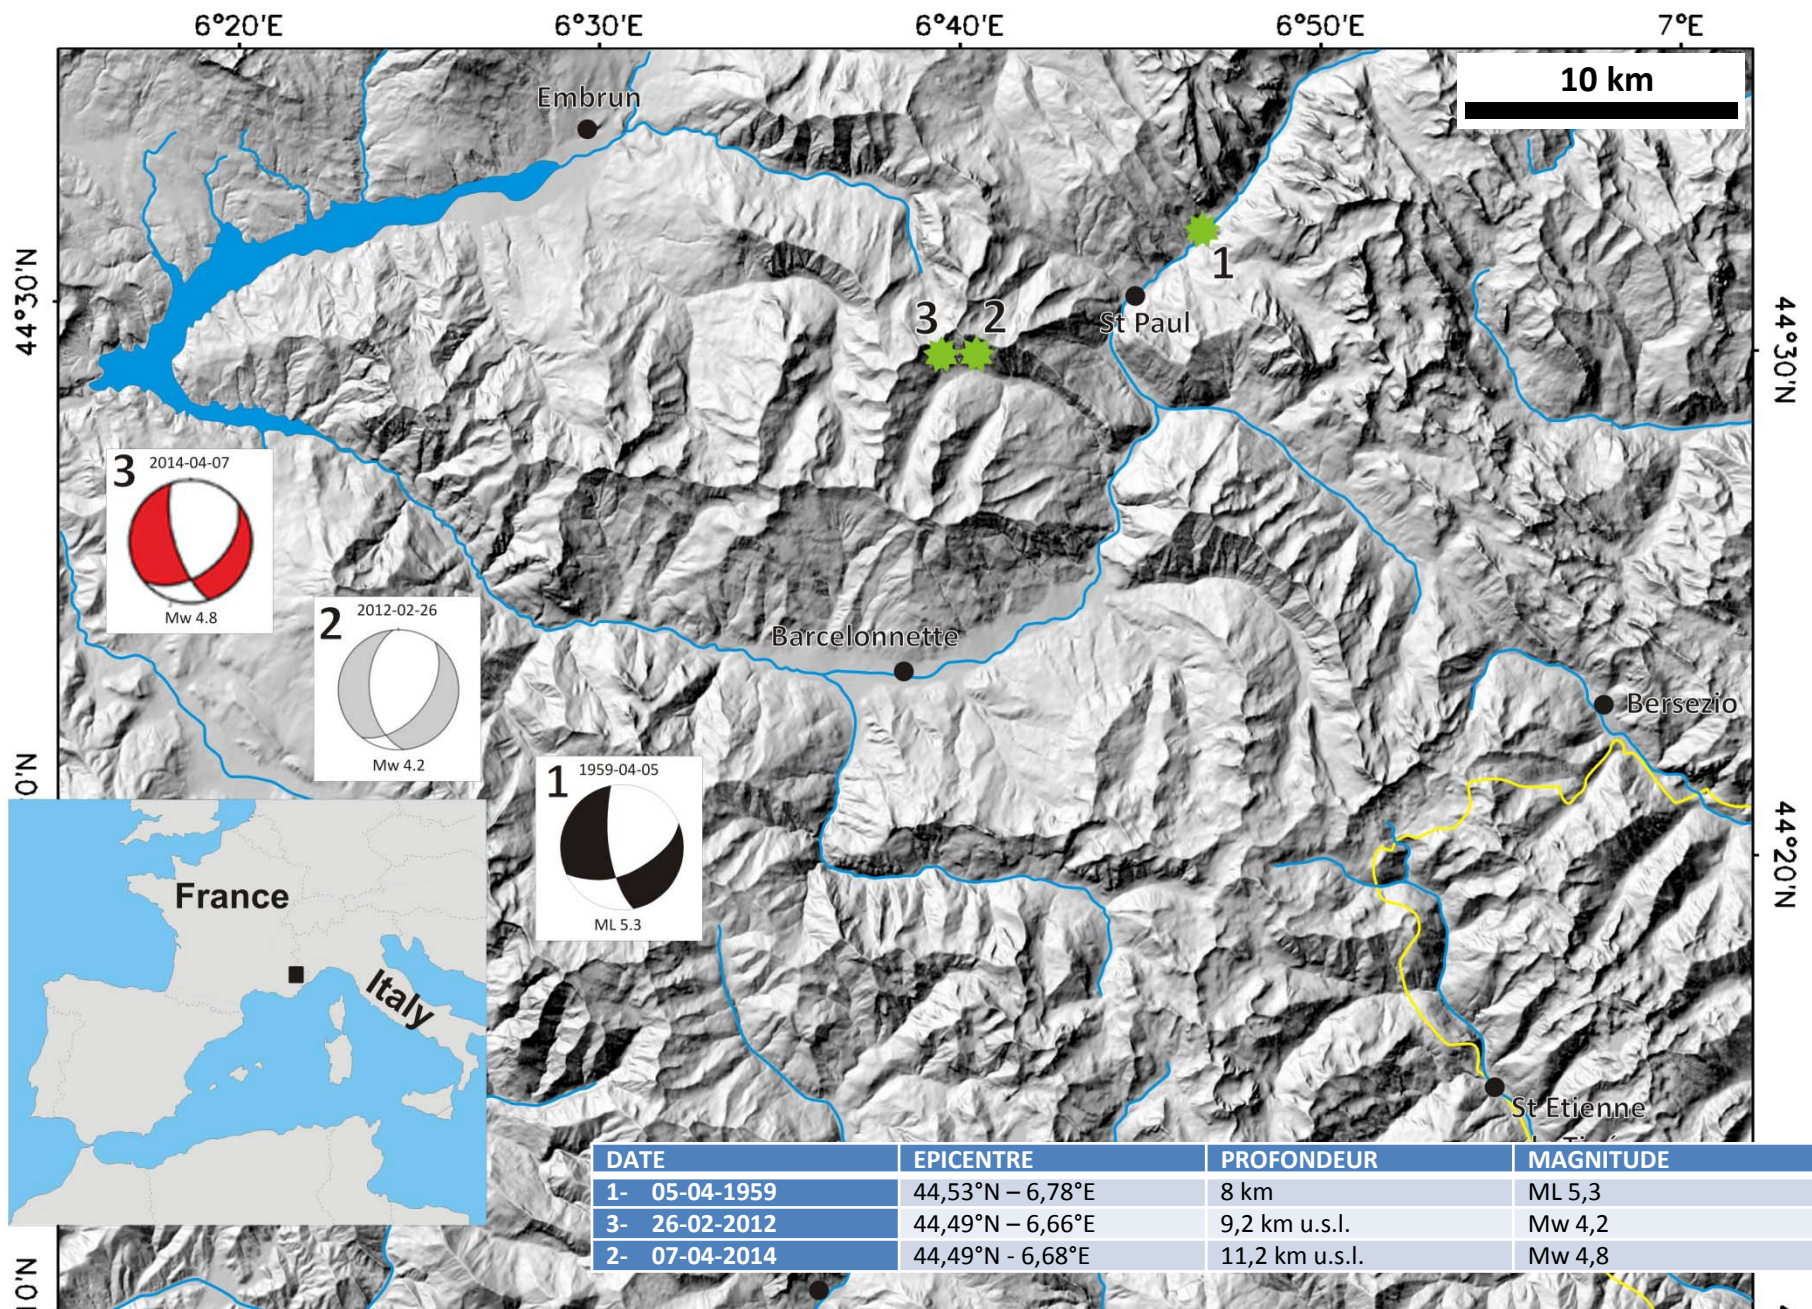 6°20'E 6°30'E 6°40'E 6°50'E 7°E
10 km
Embrun
44°30'N
1
3 2
St Paul
44°30'N
3 2014-04-07
Mw 4.8
2 2012-02-26
Mw 4.2
Barcelonnette
Bersezio
0'N
1 1959-04-05
ML 5.3
44°20'N
France
Italy
St Etienne
DATE EPICENTRE PROFONDEUR MAGNITUDE
1- 05-04-1959 44,53°N – 6,78°E 8 km ML 5,3
3- 26-02-2012 44,49°N – 6,66°E 9,2 km u.s.l. Mw 4,2
2- 07-04-2014 44,49°N - 6,68°E 11,2 km u.s.l. Mw 4,8
10'N